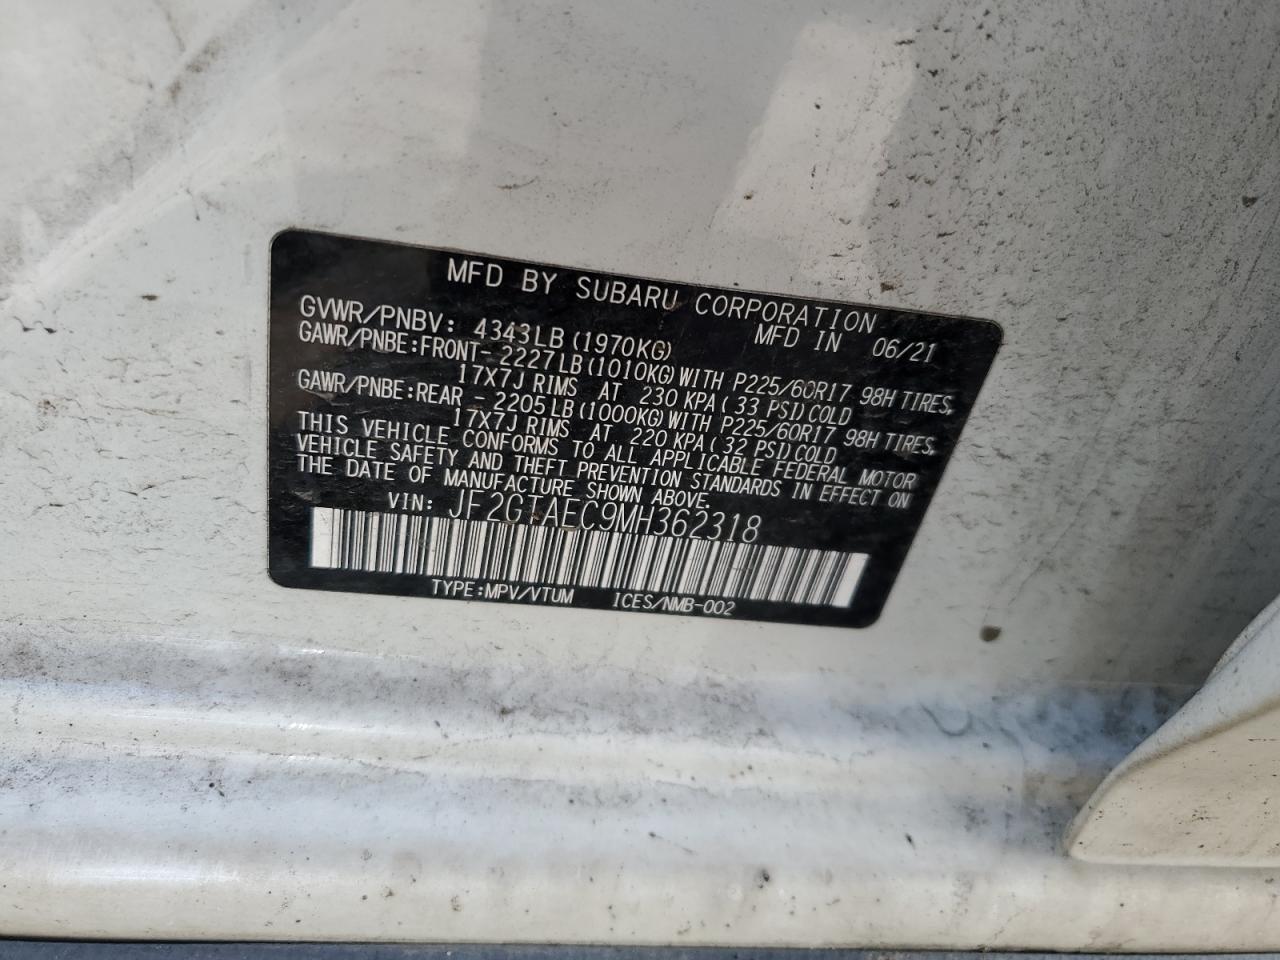 MFD BY SUBARU CORPORATION
MFD IN 06/21
GVWR/PNBV: 4343LB(1970KG)
GAWR/PNBE:FRONT-2227LB(1010KG)WITH P225/60R17 98H TIRES,
17X7J RIMS AT 230 KPA(33 PSI)COLD
GAWR/PNBE:REAR -2205LB(1000KG)WITH P225/60R17 98H TIRES,
17X7J RIMS AT 220 KPA(32 PSI)COLD
THIS VEHICLE CONFORMS TO ALL APPLICABLE FEDERAL MOTOR
VEHICLE SAFETY AND THEFT PREVENTION STANDARDS IN EFFECT ON
THE DATE OF MANUFACTURE SHOWN ABOVE.
VIN: JF2GTAEC9MH362318
TYPE:MPV/VTUM ICES/NMB-002